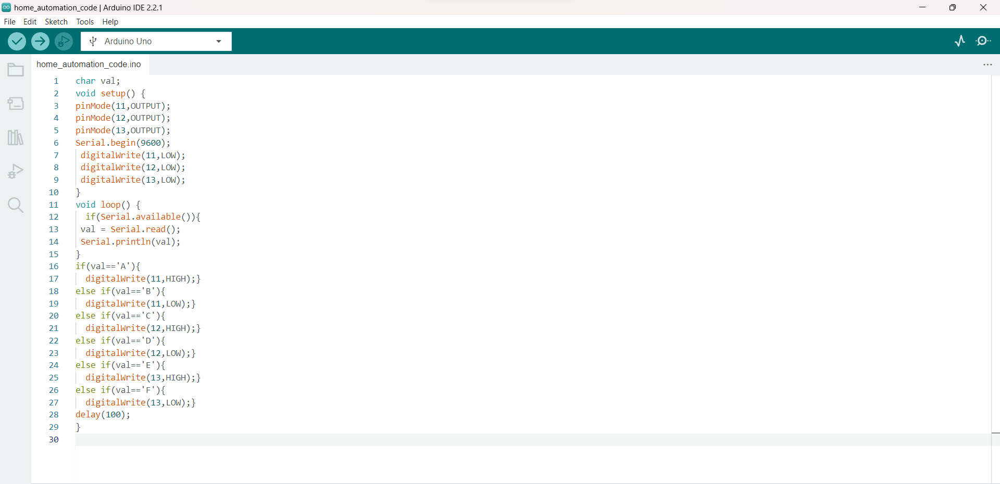 home_automation_code | Arduino IDE 2.2.1
File Edit Sketch Tools Help
Arduino Uno
home_automation_code.ino
1 char val;
2 void setup() {
3 pinMode(11,OUTPUT);
4 pinMode(12,OUTPUT);
5 pinMode(13,OUTPUT);
6 Serial.begin(9600);
7  digitalWrite(11,LOW);
8  digitalWrite(12,LOW);
9  digitalWrite(13,LOW);
10 }
11 void loop() {
12   if(Serial.available()){
13  val = Serial.read();
14  Serial.println(val);
15 }
16 if(val=='A'){
17   digitalWrite(11,HIGH);}
18 else if(val=='B'){
19   digitalWrite(11,LOW);}
20 else if(val=='C'){
21   digitalWrite(12,HIGH);}
22 else if(val=='D'){
23   digitalWrite(12,LOW);}
24 else if(val=='E'){
25   digitalWrite(13,HIGH);}
26 else if(val=='F'){
27   digitalWrite(13,LOW);}
28 delay(100);
29 }
30